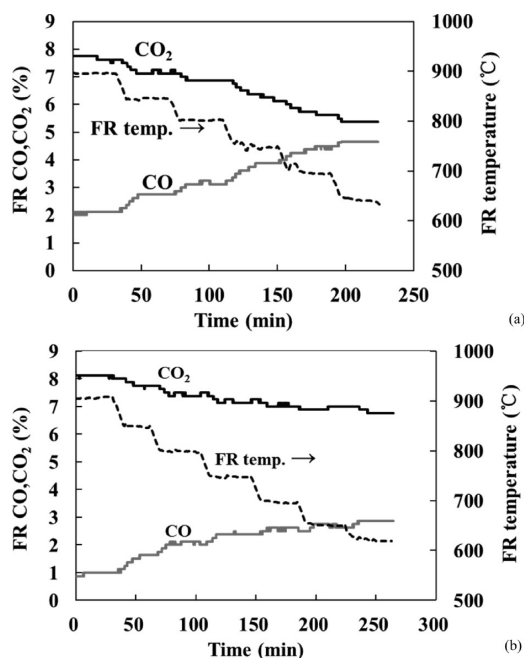 9
8
7
6
5
4
3
2
1
0
FR CO,CO2 (%)
CO2
FR temp. →
CO
1000
900
800
700
600
500
FR temperature (℃)
0 50 100 150 200 250
Time (min)
(a)
9
8
7
6
5
4
3
2
1
0
FR CO,CO2 (%)
CO2
FR temp. →
CO
1000
900
800
700
600
500
FR temperature (℃)
0 50 100 150 200 250 300
Time (min)
(b)